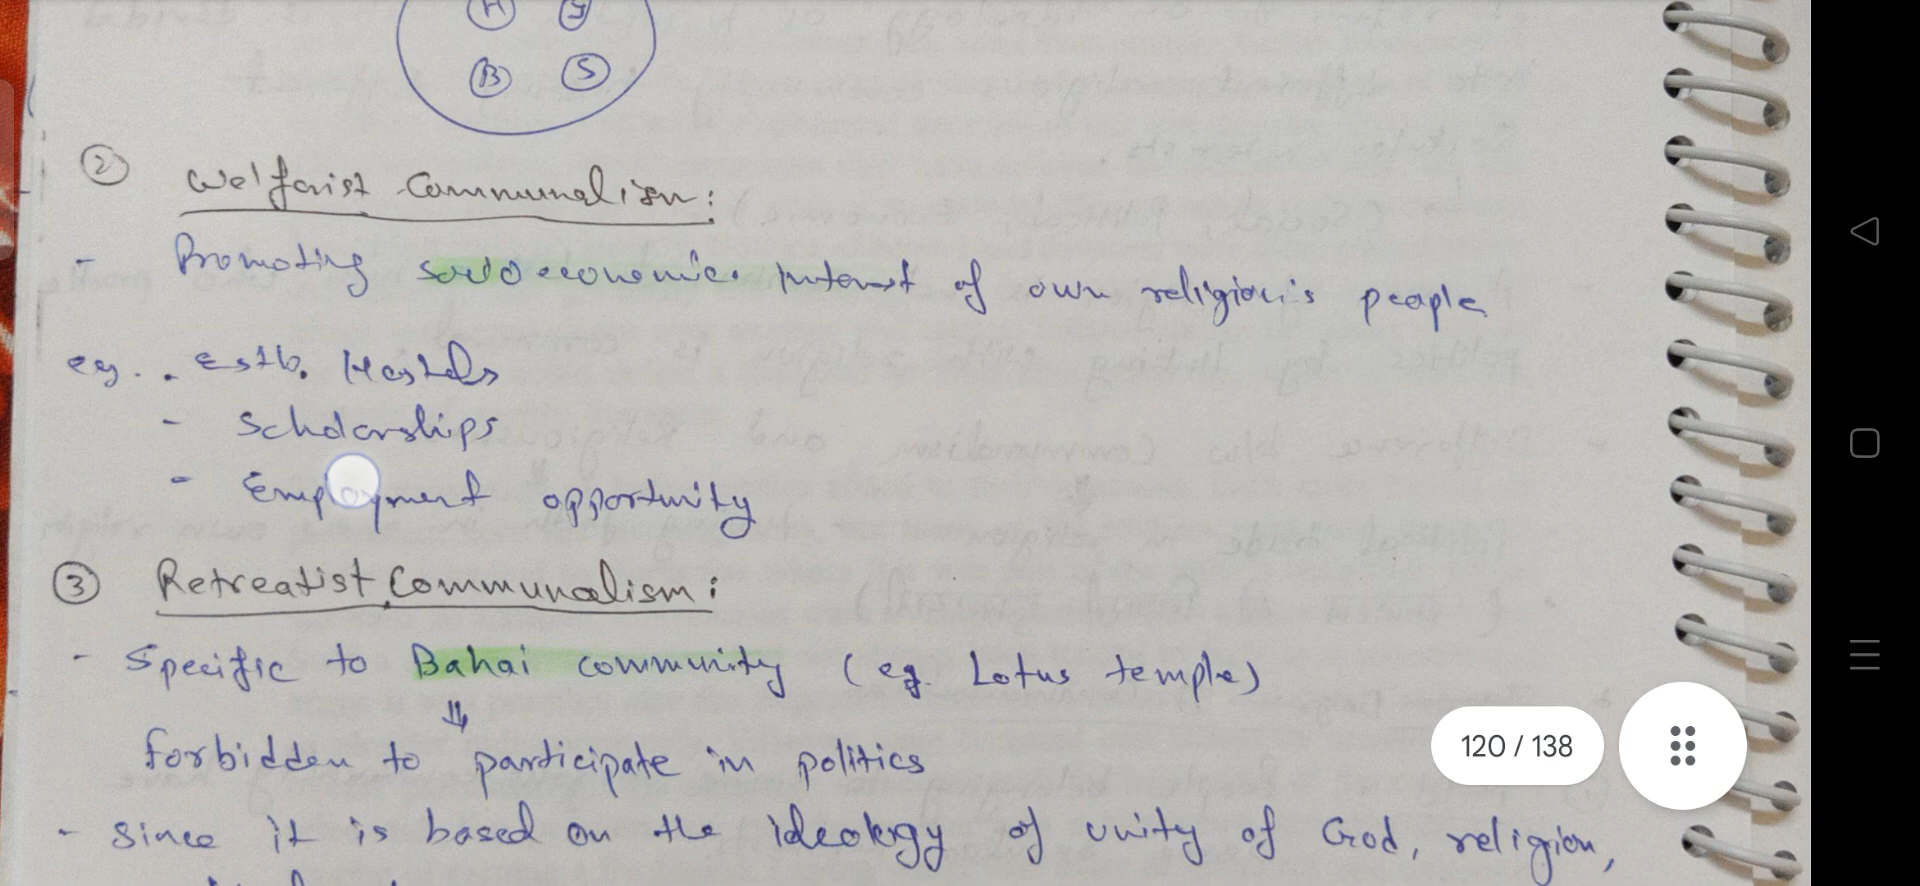 H J
B S
② Welfarist Communalism:
- Promoting socio economic interest of own religion's people
eg. . Estb. Hostels
- Scholarships
- Employment opportunity
③ Retreatist Communalism:
- Specific to Bahai community (eg. Lotus temple)
⇓
forbidden to participate in politics
120 / 138
- Since it is based on the ideology of unity of God, religion,